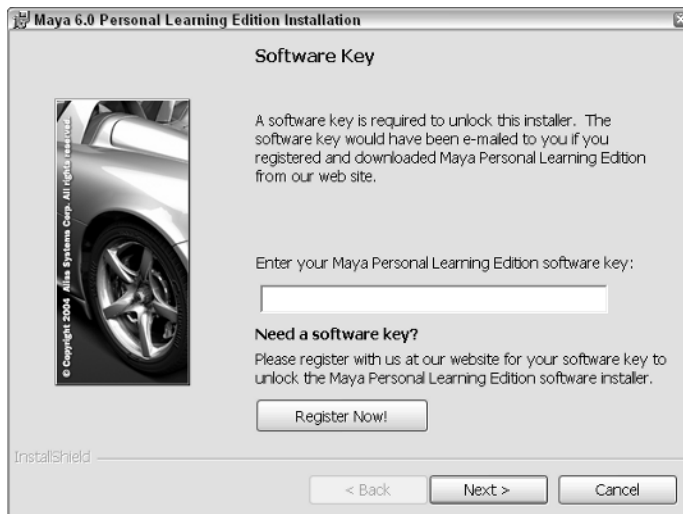 Maya 6.0 Personal Learning Edition Installation
Software Key
© Copyright 2004 Alias Systems Corp. All rights reserved.
A software key is required to unlock this installer. The
software key would have been e-mailed to you if you
registered and downloaded Maya Personal Learning Edition
from our web site.
Enter your Maya Personal Learning Edition software key:
Need a software key?
Please register with us at our website for your software key to
unlock the Maya Personal Learning Edition software installer.
Register Now!
InstallShield
< Back
Next >
Cancel